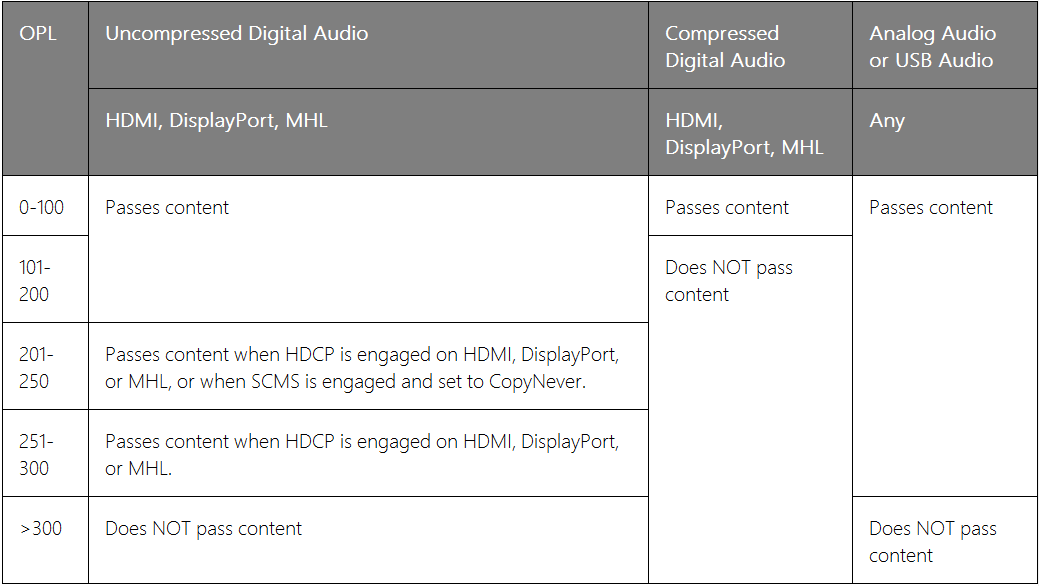 OPL
Uncompressed Digital Audio
Compressed
Digital Audio
Analog Audio
or USB Audio
HDMI, DisplayPort, MHL
HDMI,
DisplayPort, MHL
Any
0-100
Passes content
Passes content
Passes content
101-
200
Does NOT pass
content
201-
250
Passes content when HDCP is engaged on HDMI, DisplayPort,
or MHL, or when SCMS is engaged and set to CopyNever.
251-
300
Passes content when HDCP is engaged on HDMI, DisplayPort,
or MHL.
>300
Does NOT pass content
Does NOT pass
content